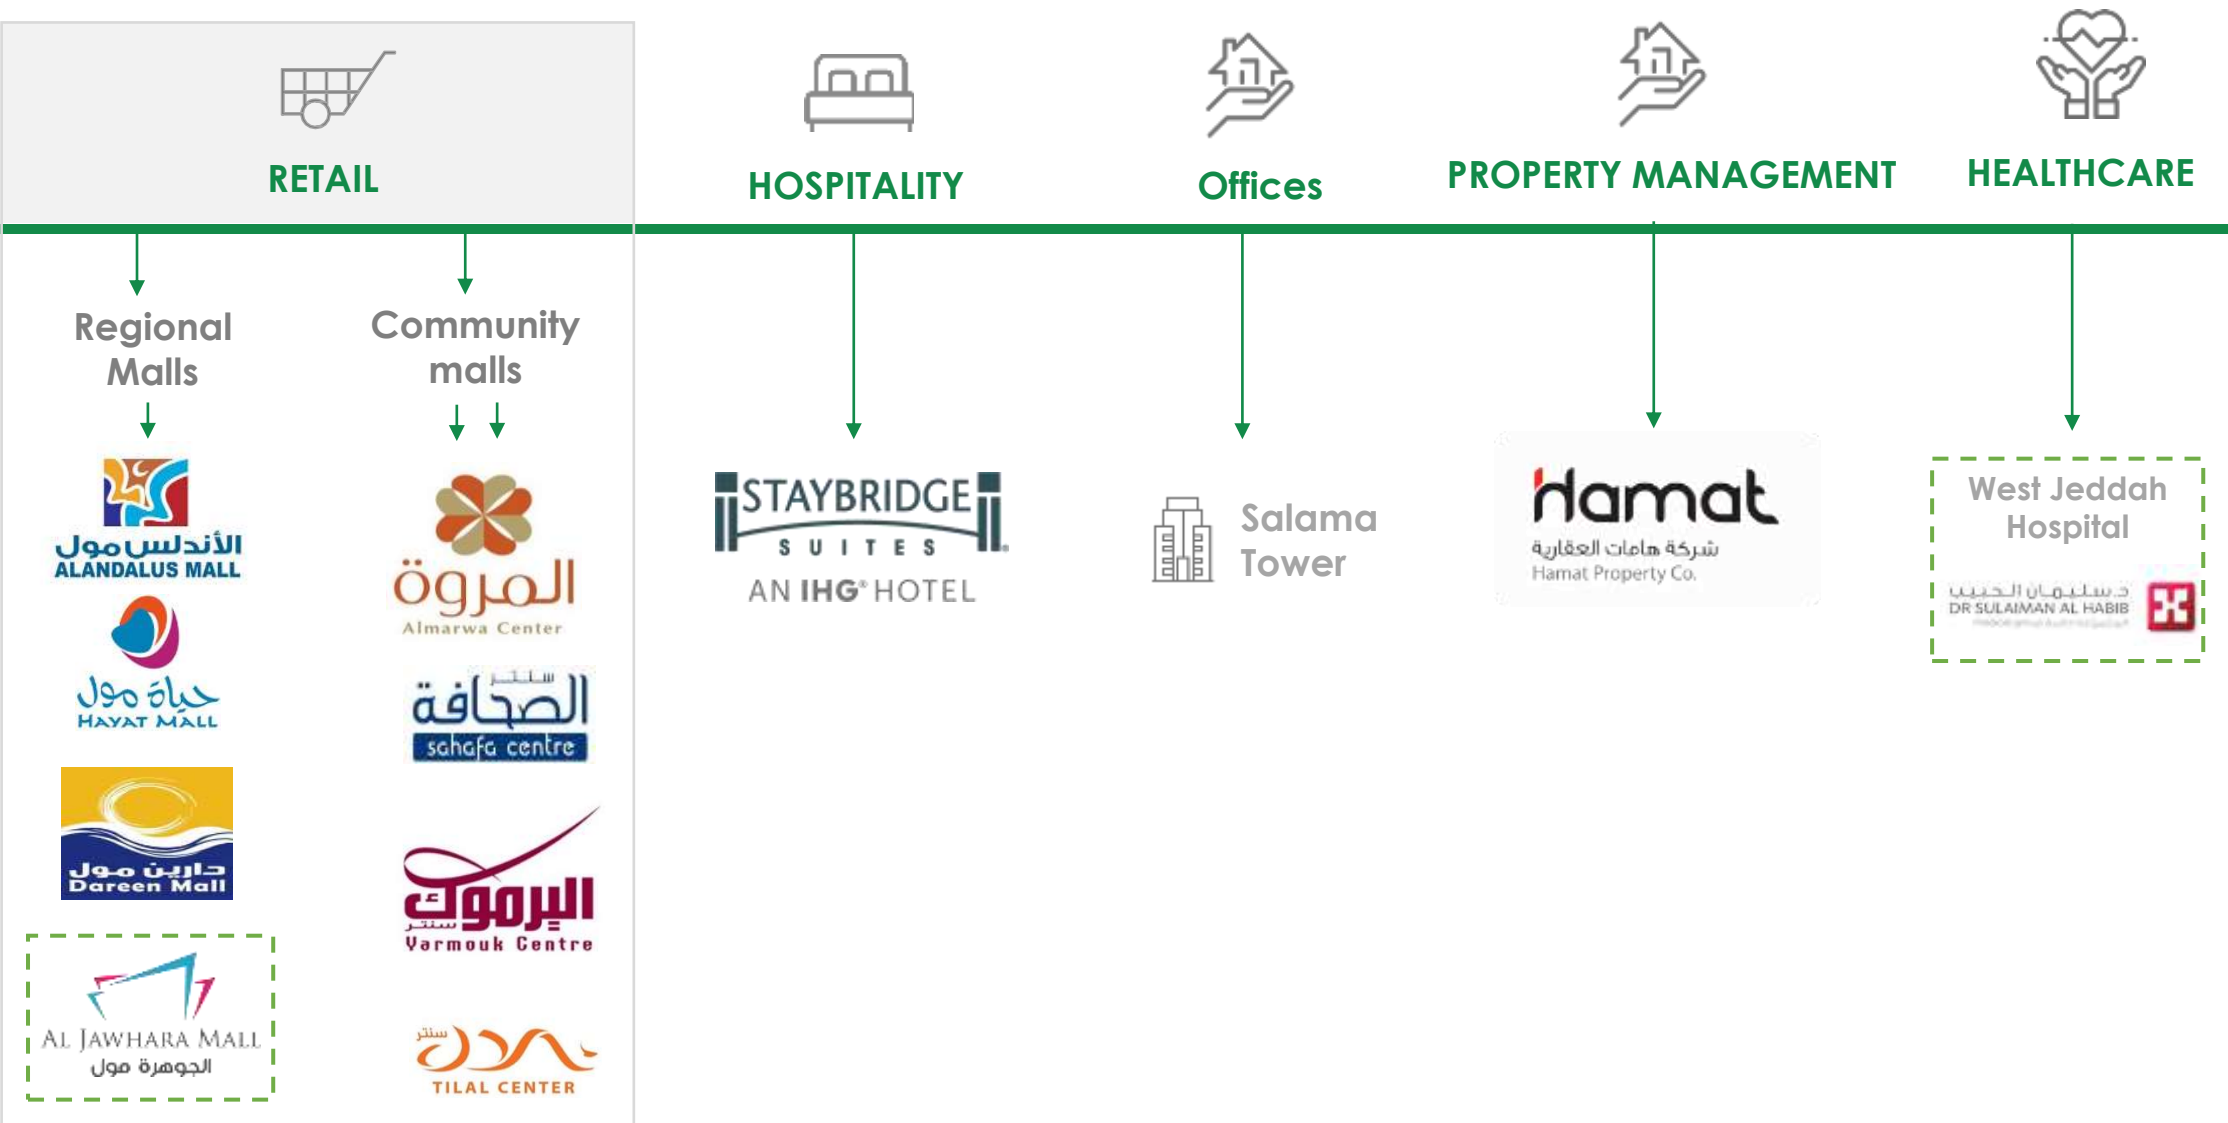 RETAIL
HOSPITALITY
Offices
PROPERTY MANAGEMENT
HEALTHCARE
Regional
Malls
الأندلس مول
ALANDALUS MALL
حياة مول
HAYAT MALL
دارين مول
Dareen Mall
AL JAWHARA MALL
الجوهرة مول
Community
malls
المروة
Almarwa Center
سنتر
الصحافة
sahafa centre
اليرموك
سنتر
Yarmouk Centre
سنتر
تلال
TILAL CENTER
STAYBRIDGE
SUITES
AN IHG® HOTEL
Salama
Tower
Hamat
شركة هامات العقارية
Hamat Property Co.
West Jeddah
Hospital
د. سليمان الحبيب
DR SULAIMAN AL HABIB